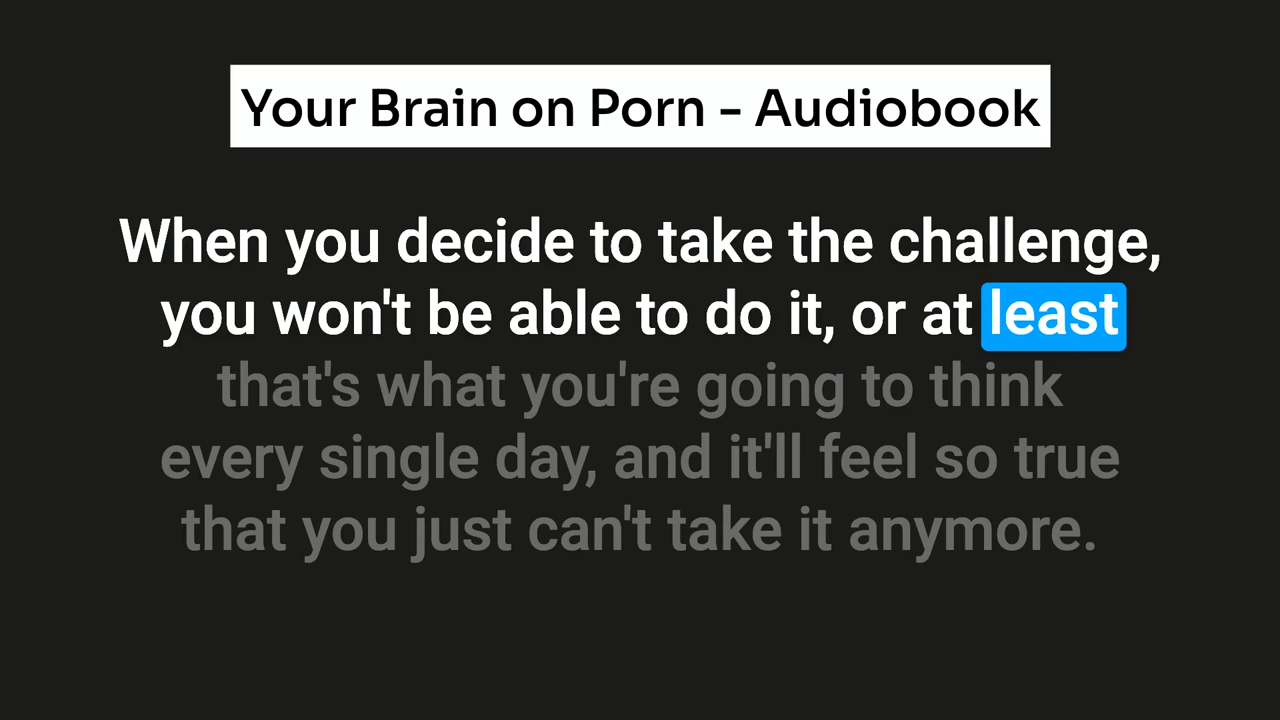 Your Brain on Porn - Audiobook
When you decide to take the challenge,
you won't be able to do it, or at least
that's what you're going to think
every single day, and it'll feel so true
that you just can't take it anymore.